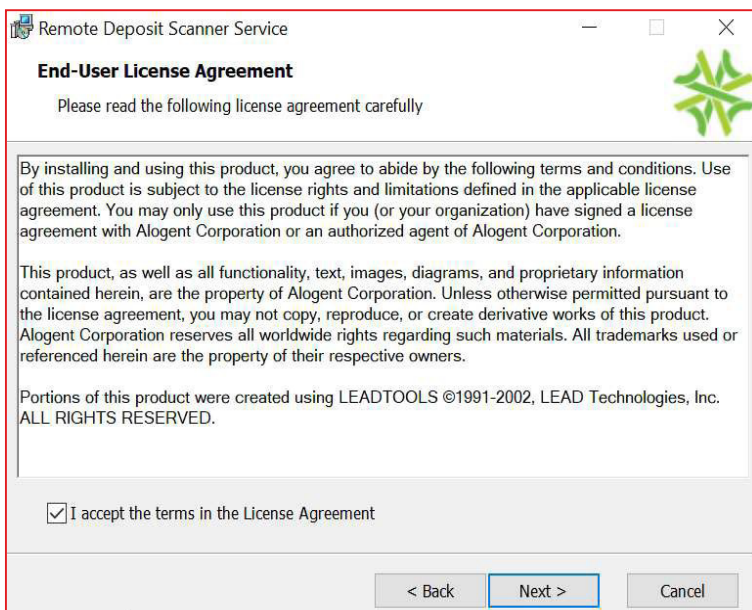 Remote Deposit Scanner Service
End-User License Agreement
Please read the following license agreement carefully
By installing and using this product, you agree to abide by the following terms and conditions. Use
of this product is subject to the license rights and limitations defined in the applicable license
agreement. You may only use this product if you (or your organization) have signed a license
agreement with Alogent Corporation or an authorized agent of Alogent Corporation.
This product, as well as all functionality, text, images, diagrams, and proprietary information
contained herein, are the property of Alogent Corporation. Unless otherwise permitted pursuant to
the license agreement, you may not copy, reproduce, or create derivative works of this product.
Alogent Corporation reserves all worldwide rights regarding such materials. All trademarks used or
referenced herein are the property of their respective owners.
Portions of this product were created using LEADTOOLS ©1991-2002, LEAD Technologies, Inc.
ALL RIGHTS RESERVED.
I accept the terms in the License Agreement
< Back Next > Cancel